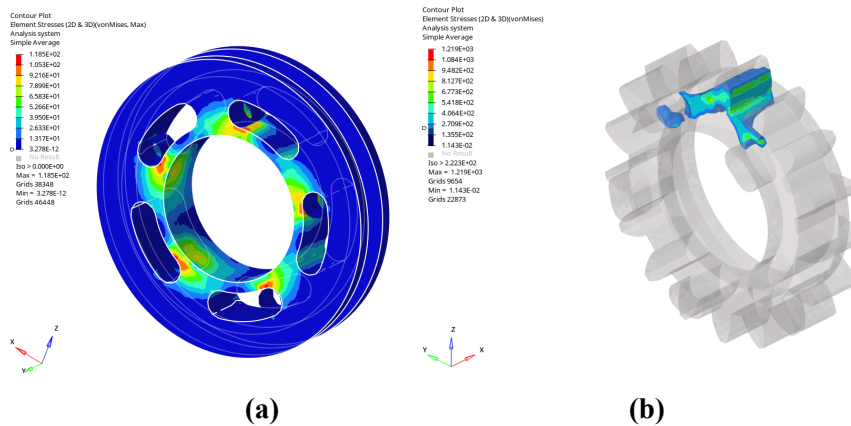 Contour Plot
Element Stresses (2D & 3D)(vonMises, Max)
Analysis system
Simple Average
1.185E+02
1.053E+02
9.216E+01
7.899E+01
6.583E+01
5.266E+01
3.950E+01
2.633E+01
1.317E+01
D 3.278E-12
No Result
Iso >0.000E+00
Max = 1.185E+02
Grids 38348
Min = 3.278E-12
Grids 46448
X
Z
Y
(a)
Contour Plot
Element Stresses (2D & 3D)(vonMises)
Analysis system
Simple Average
1.219E+03
1.084E+03
9.482E+02
8.127E+02
6.773E+02
5.418E+02
4.064E+02
D 2.709E+02
1.355E+02
1.143E-02
No Result
Iso >2.223E+02
Max = 1.219E+03
Grids 9654
Min = 1.143E-02
Grids 22873
Z
Y
X
(b)